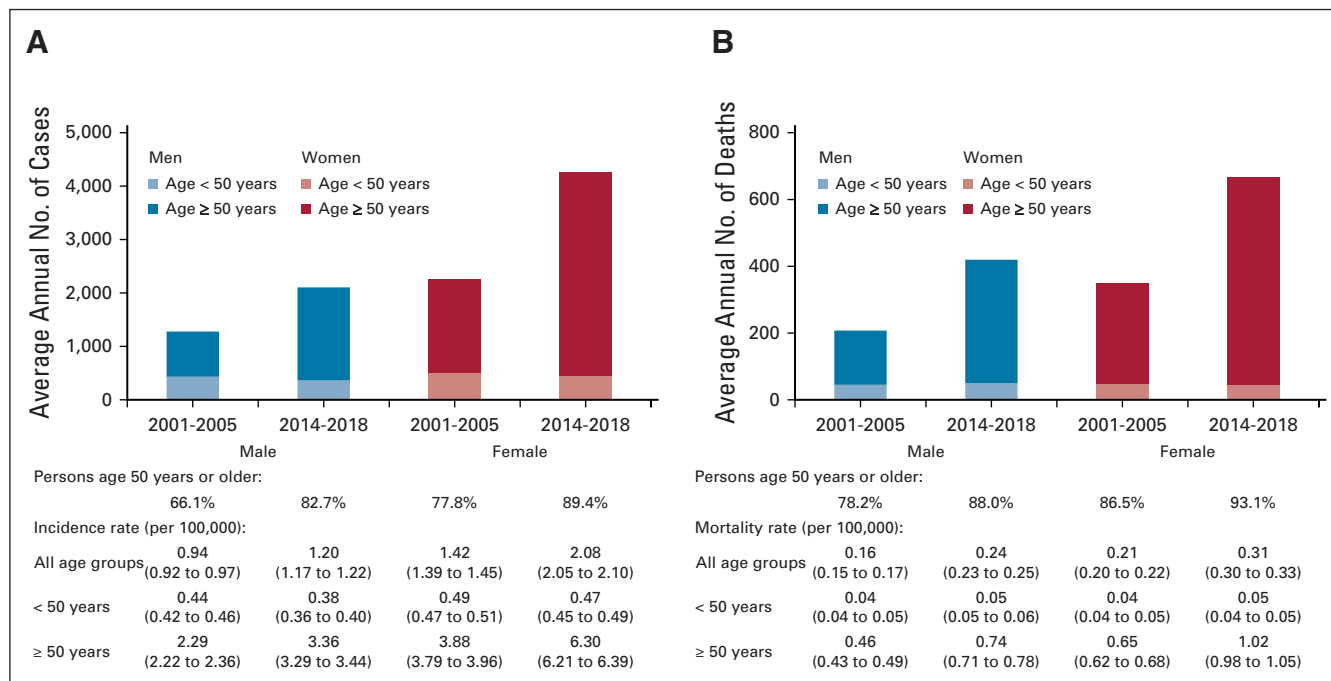 A
Average Annual No. of Cases
5,000
4,000
3,000
2,000
1,000
0
Men Women
Age < 50 years Age < 50 years
Age ≥ 50 years Age ≥ 50 years
2001-2005 2014-2018 2001-2005 2014-2018
Male Female
Persons age 50 years or older:
66.1% 82.7% 77.8% 89.4%
Incidence rate (per 100,000):
All age groups 0.94 1.20 1.42 2.08
(0.92 to 0.97) (1.17 to 1.22) (1.39 to 1.45) (2.05 to 2.10)
< 50 years 0.44 0.38 0.49 0.47
(0.42 to 0.46) (0.36 to 0.40) (0.47 to 0.51) (0.45 to 0.49)
≥ 50 years 2.29 3.36 3.88 6.30
(2.22 to 2.36) (3.29 to 3.44) (3.79 to 3.96) (6.21 to 6.39)
B
Average Annual No. of Deaths
800
600
400
200
0
Men Women
Age < 50 years Age < 50 years
Age ≥ 50 years Age ≥ 50 years
2001-2005 2014-2018 2001-2005 2014-2018
Male Female
Persons age 50 years or older:
78.2% 88.0% 86.5% 93.1%
Mortality rate (per 100,000):
All age groups 0.16 0.24 0.21 0.31
(0.15 to 0.17) (0.23 to 0.25) (0.20 to 0.22) (0.30 to 0.33)
< 50 years 0.04 0.05 0.04 0.05
(0.04 to 0.05) (0.05 to 0.06) (0.04 to 0.05) (0.04 to 0.05)
≥ 50 years 0.46 0.74 0.65 1.02
(0.43 to 0.49) (0.71 to 0.78) (0.62 to 0.68) (0.98 to 1.05)